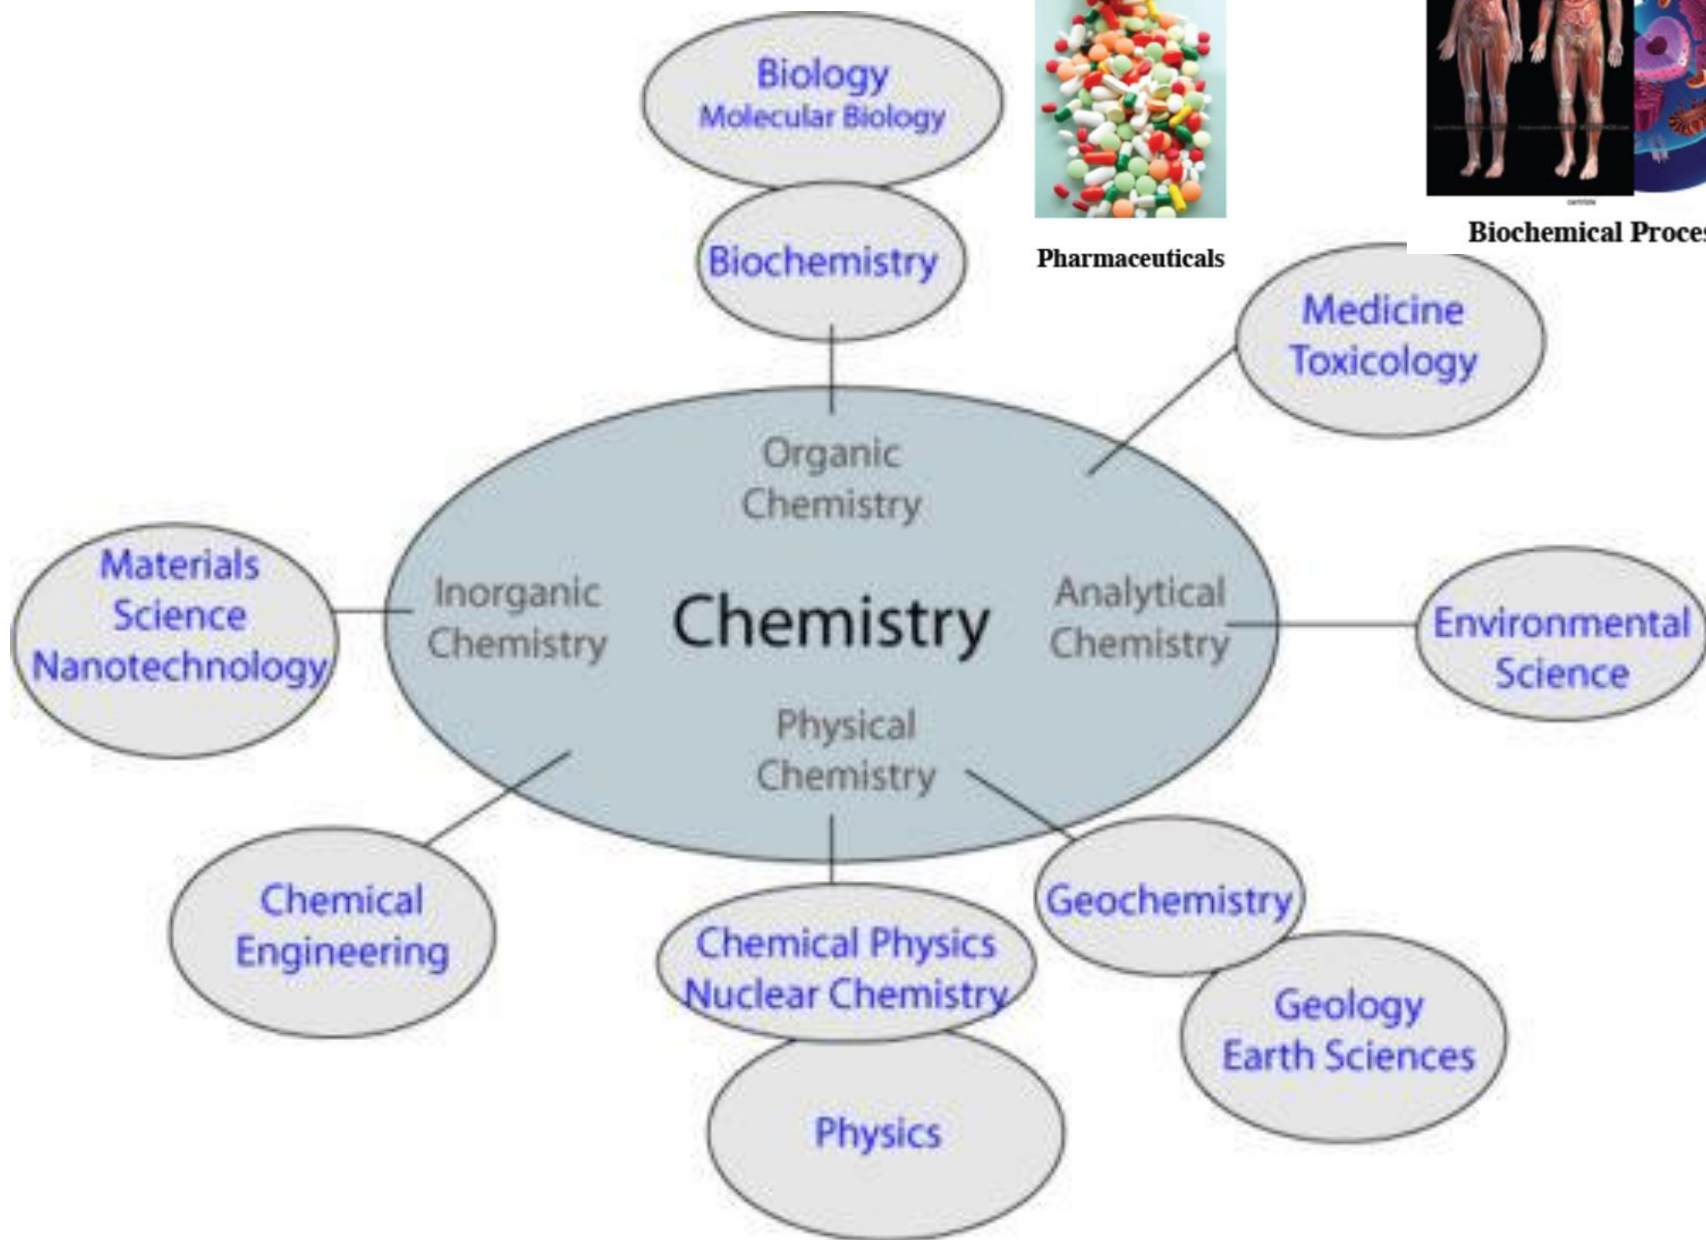 Biology
Molecular Biology
Biochemistry
Pharmaceuticals
Biochemical
Medicine
Toxicology
Organic
Chemistry
Materials
Science
Nanotechnology
Inorganic
Chemistry
Chemistry
Analytical
Chemistry
Environmental
Science
Physical
Chemistry
Chemical
Engineering
Chemical Physics
Nuclear Chemistry
Geochemistry
Geology
Earth Sciences
Physics